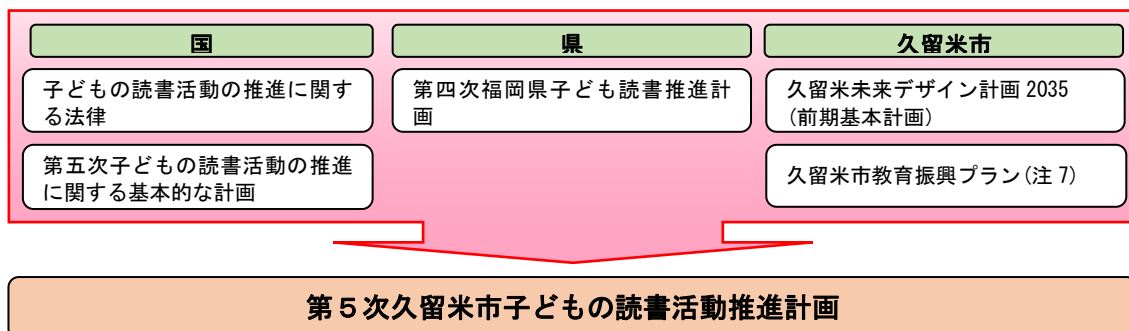 国
子どもの読書活動の推進に関す
る法律
第五次子どもの読書活動の推進
に関する基本的な計画
県
第四次福岡県子ども読書推進計
画
久留米市
久留米未来デザイン計画 2035
(前期基本計画)
久留米市教育振興プラン(注 7)
第５次久留米市子どもの読書活動推進計画